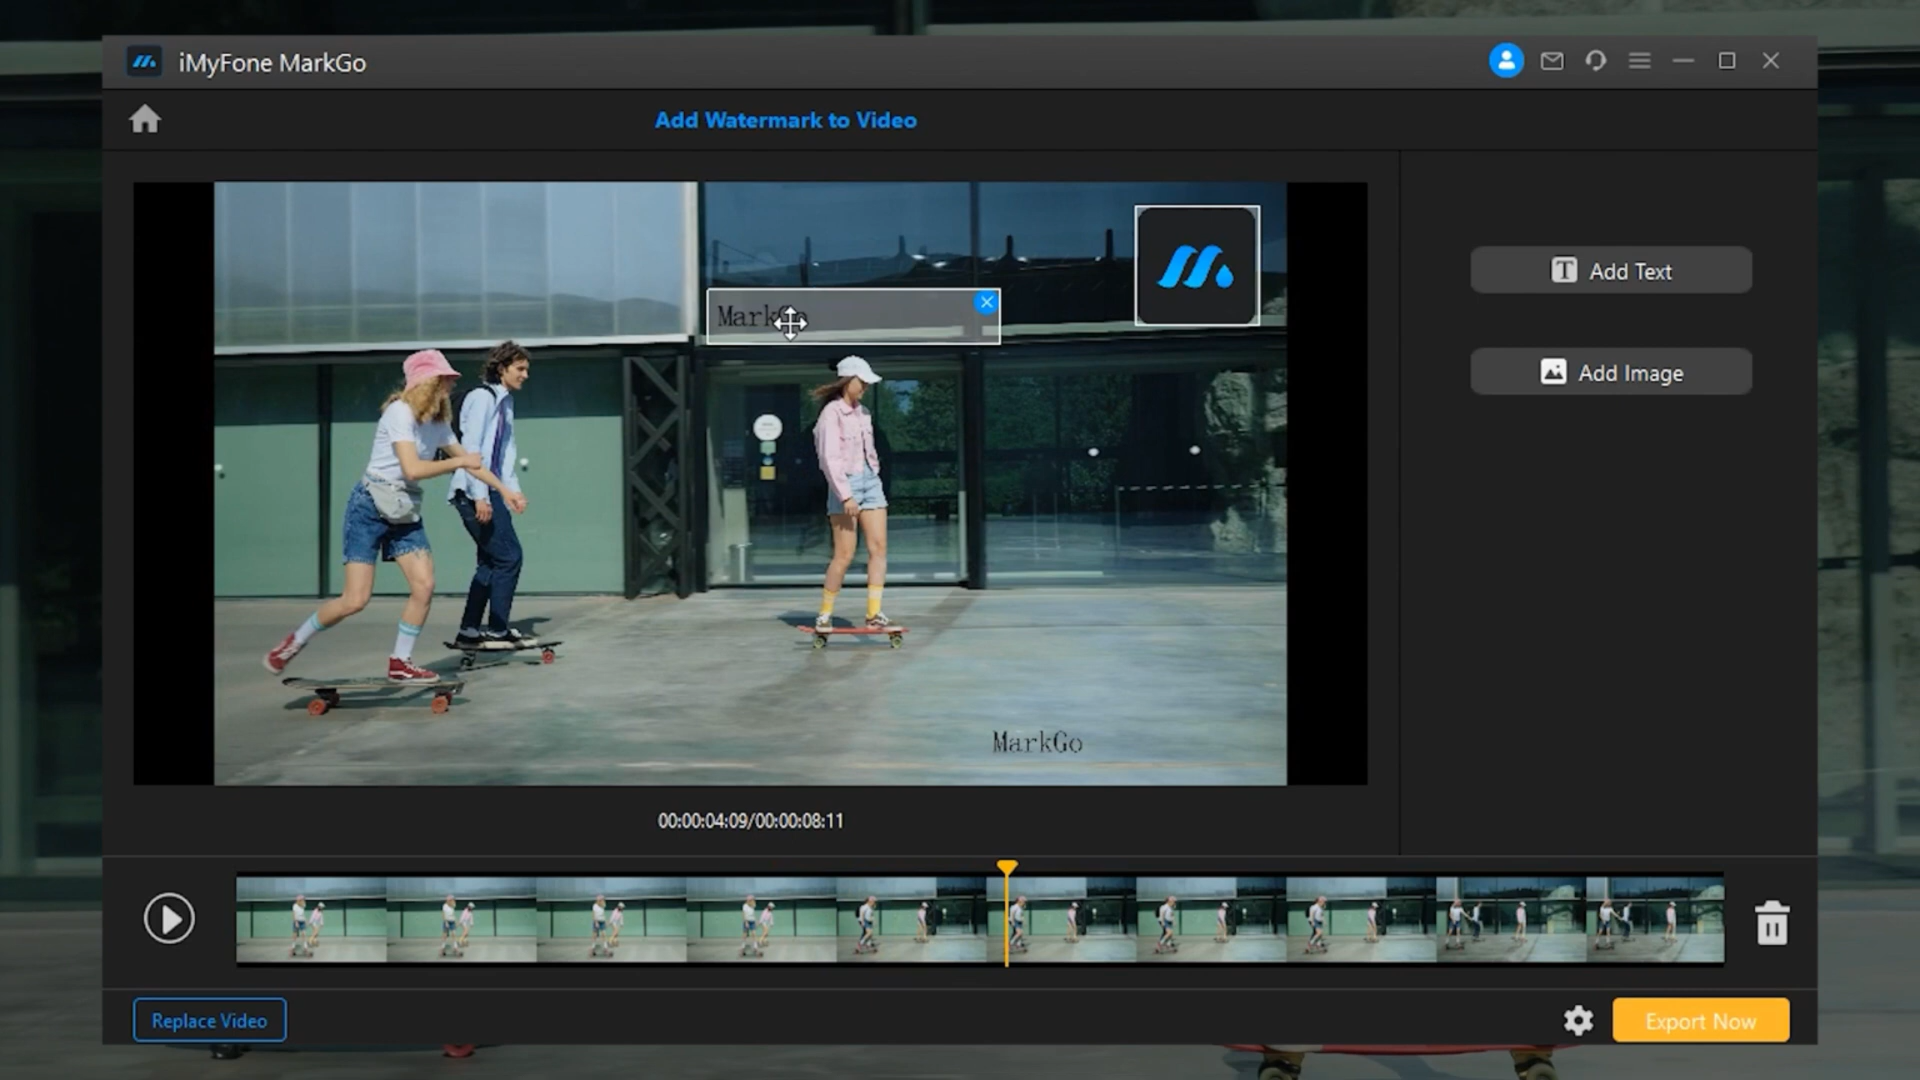 iMyFone MarkGo
Add Watermark to Video
Add Text
MarkGo
Add Image
MarkGo
00:00:04:09/00:00:08:11
Replace Video
Export Now